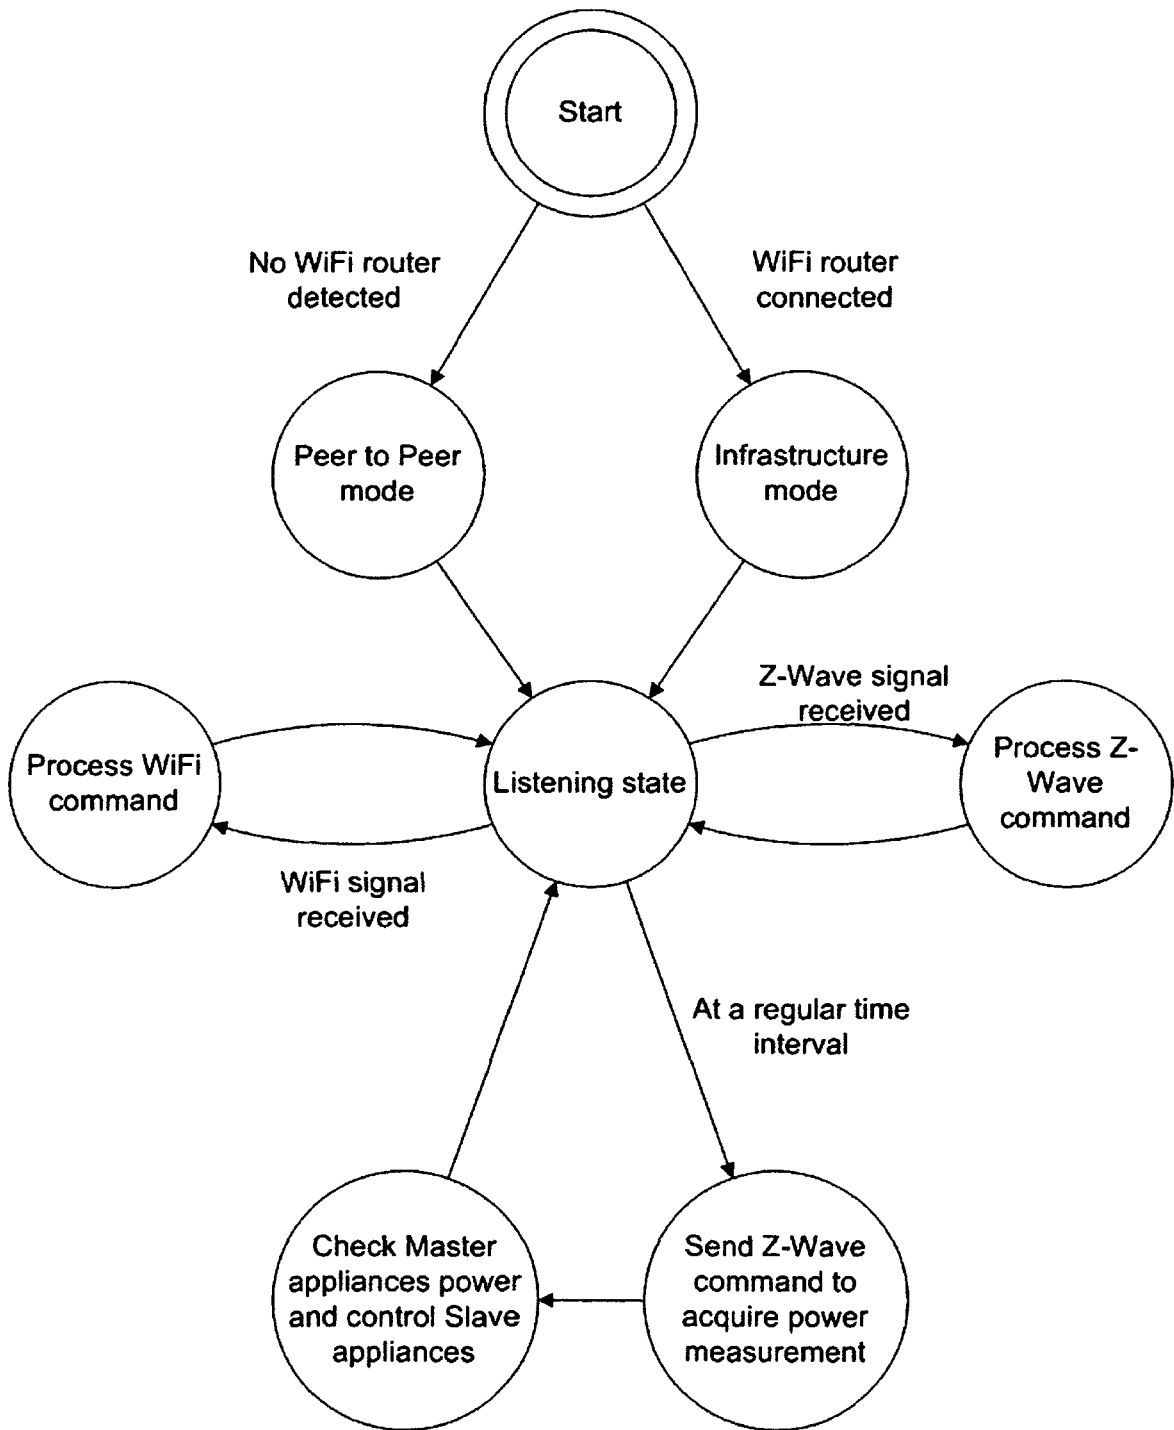 Start
No WiFi router
detected
WiFi router
connected
Peer to Peer
mode
Infrastructure
mode
Z-Wave signal
received
Process WiFi
command
Listening state
Process Z-
Wave
command
WiFi signal
received
At a regular time
interval
Check Master
appliances power
and control Slave
appliances
Send Z-Wave
command to
acquire power
measurement